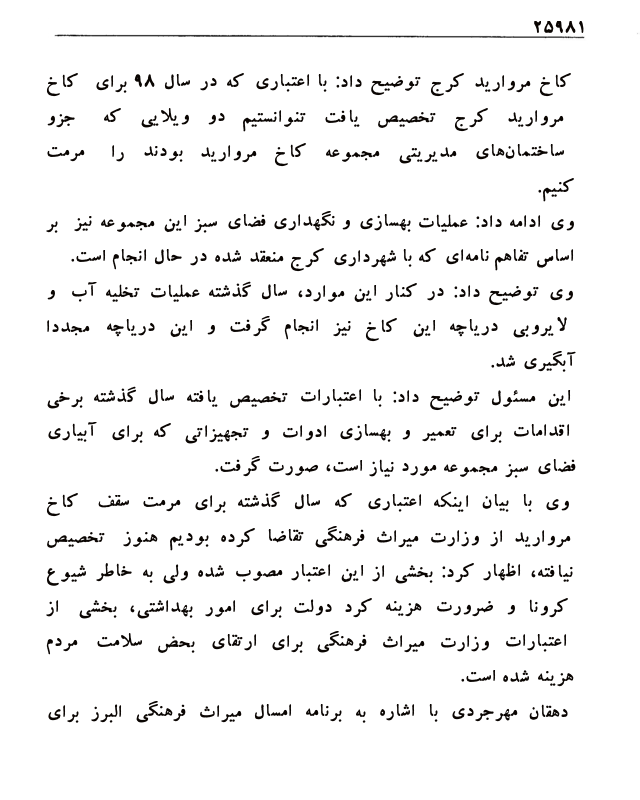 ۲۵۹۸۱
کاخ مروارید کرج توضیح داد: با اعتباری که در سال ۹۸ برای کاخ
مروارید کرج تخصیص یافت تنوانستیم دو ویلایی که جزو
ساختمان‌های مدیریتی مجموعه کاخ مروارید بودند را مرمت
کنیم.
وی ادامه داد: عملیات بهسازی و نگهداری فضای سبز این مجموعه نیز بر
اساس تفاهم نامه‌ای که با شهرداری کرج منعقد شده در حال انجام است.
وی توضیح داد: در کنار این موارد، سال گذشته عملیات تخلیه آب و
لایروبی دریاچه این کاخ نیز انجام گرفت و این دریاچه مجددا
آبگیری شد.
این مسئول توضیح داد: با اعتبارات تخصیص یافته سال گذشته برخی
اقدامات برای تعمیر و بهسازی ادوات و تجهیزاتی که برای آبیاری
فضای سبز مجموعه مورد نیاز است، صورت گرفت.
وی با بیان اینکه اعتباری که سال گذشته برای مرمت سقف کاخ
مروارید از وزارت میراث فرهنگی تقاضا کرده بودیم هنوز تخصیص
نیافته، اظهار کرد: بخشی از این اعتبار مصوب شده ولی به خاطر شیوع
کرونا و ضرورت هزینه کرد دولت برای امور بهداشتی، بخشی از
اعتبارات وزارت میراث فرهنگی برای ارتقای بحض سلامت مردم
هزینه شده است.
دهقان مهرجردی با اشاره به برنامه امسال میراث فرهنگی البرز برای